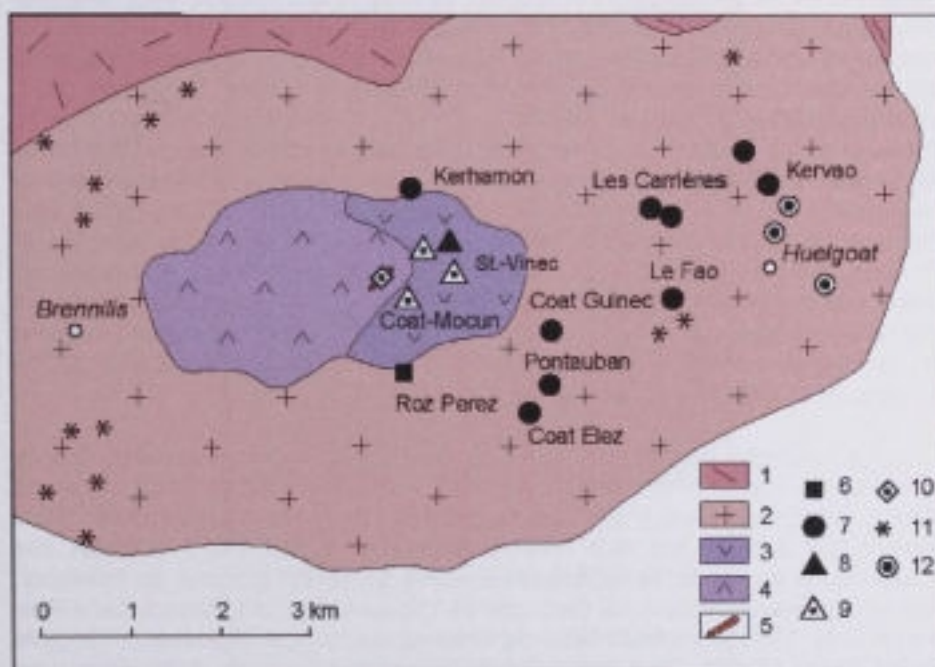 Kerhamon
Les Carrières
Kervao
St.-Vinec
Huelgoat
Le Fao
Brennilis
Coat Guinec
Coat-Mocun
Pontauban
Roz Perez
Coat Elez
1 6 10
2 7 11
3 8 12
4 9
5
0 1 2 3 km